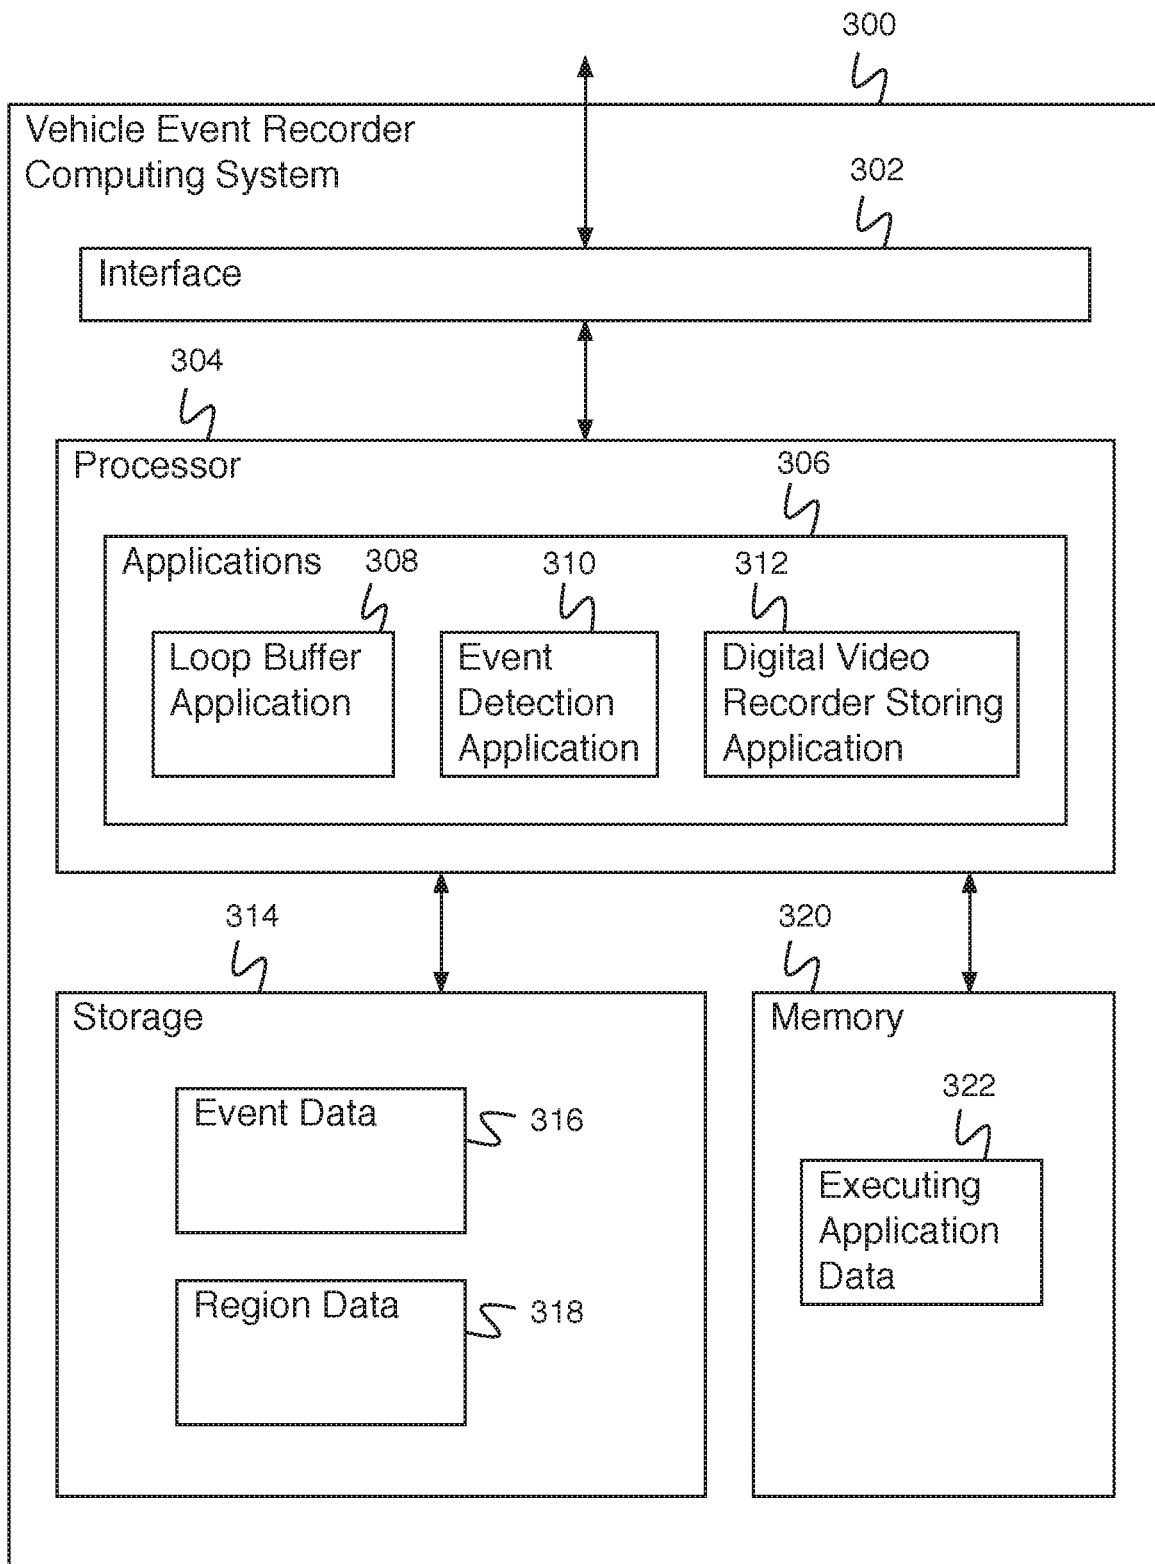 300
Vehicle Event Recorder
Computing System
302
Interface
304
Processor
306
Applications
308
310
312
Loop Buffer
Application
Event
Detection
Application
Digital Video
Recorder Storing
Application
314
320
Storage
Memory
Event Data
316
322
Executing
Application
Data
Region Data
318